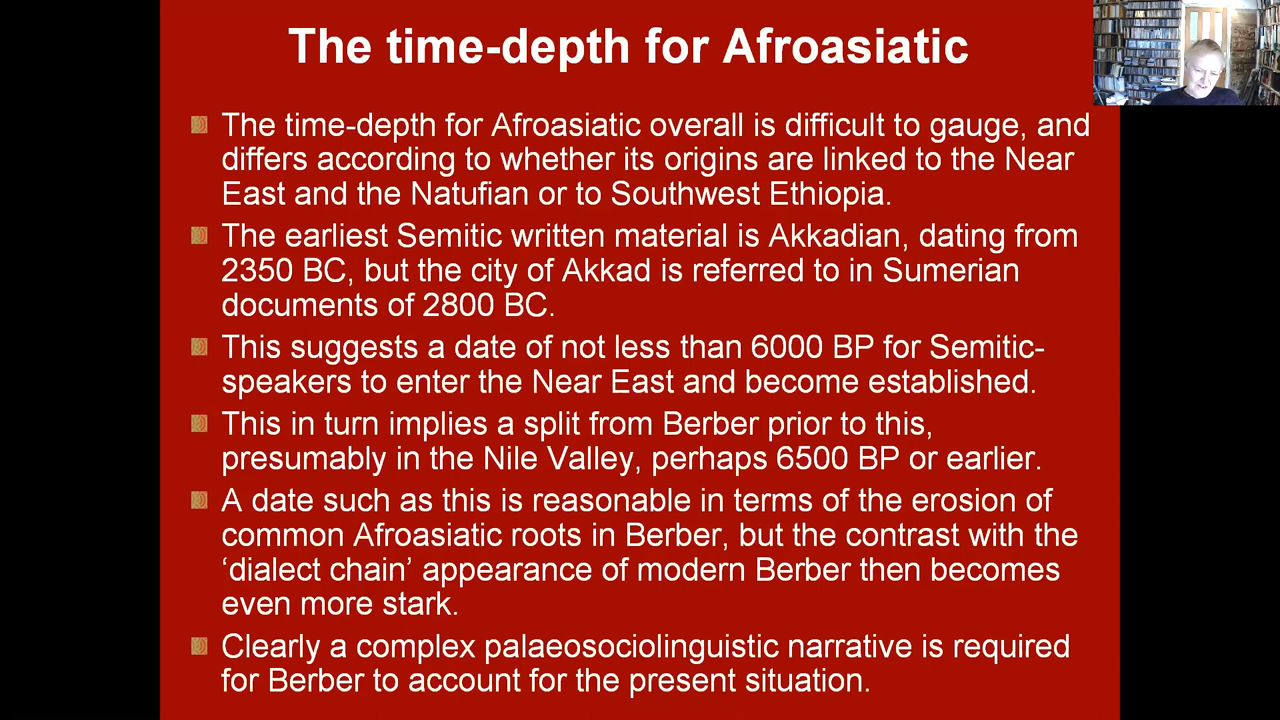 The time-depth for Afroasiatic
The time-depth for Afroasiatic overall is difficult to gauge, and
differs according to whether its origins are linked to the Near
East and the Natufian or to Southwest Ethiopia.
The earliest Semitic written material is Akkadian, dating from
2350 BC, but the city of Akkad is referred to in Sumerian
documents of 2800 BC.
This suggests a date of not less than 6000 BP for Semitic-
speakers to enter the Near East and become established.
This in turn implies a split from Berber prior to this,
presumably in the Nile Valley, perhaps 6500 BP or earlier.
A date such as this is reasonable in terms of the erosion of
common Afroasiatic roots in Berber, but the contrast with the
‘dialect chain’ appearance of modern Berber then becomes
even more stark.
Clearly a complex palaeosociolinguistic narrative is required
for Berber to account for the present situation.